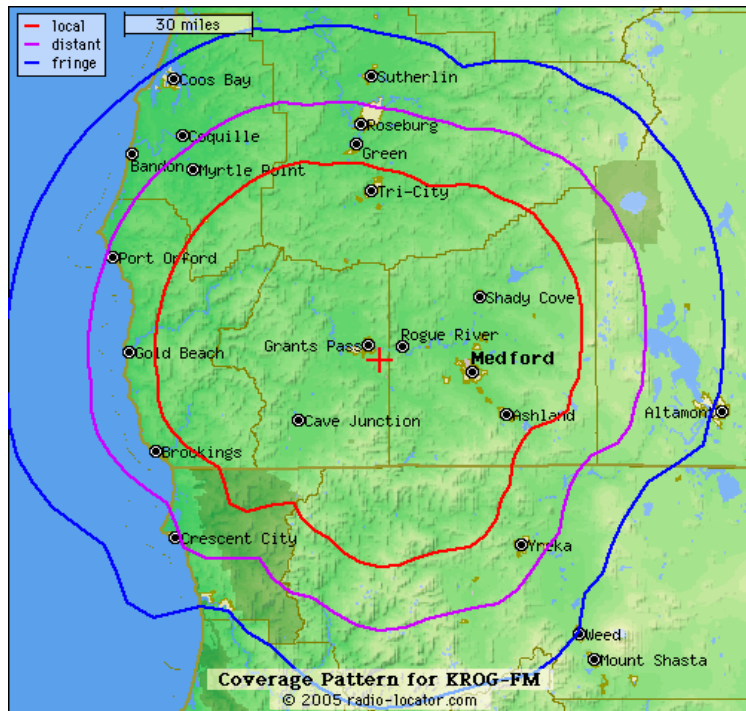 local
distant
fringe
30 miles
Coos Bay
Sutherlin
Roseburg
Coquille
Green
Bandon
Myrtle Point
Tri-City
Port Orford
Shady Cove
Grants Pass
Rogue River
Gold Beach
Medford
Altamont
Ashland
Cave Junction
Brockings
Crescent City
Yreka
Weed
Mount Shasta
Coverage Pattern for KROG-FM
© 2005 radio-locator.com